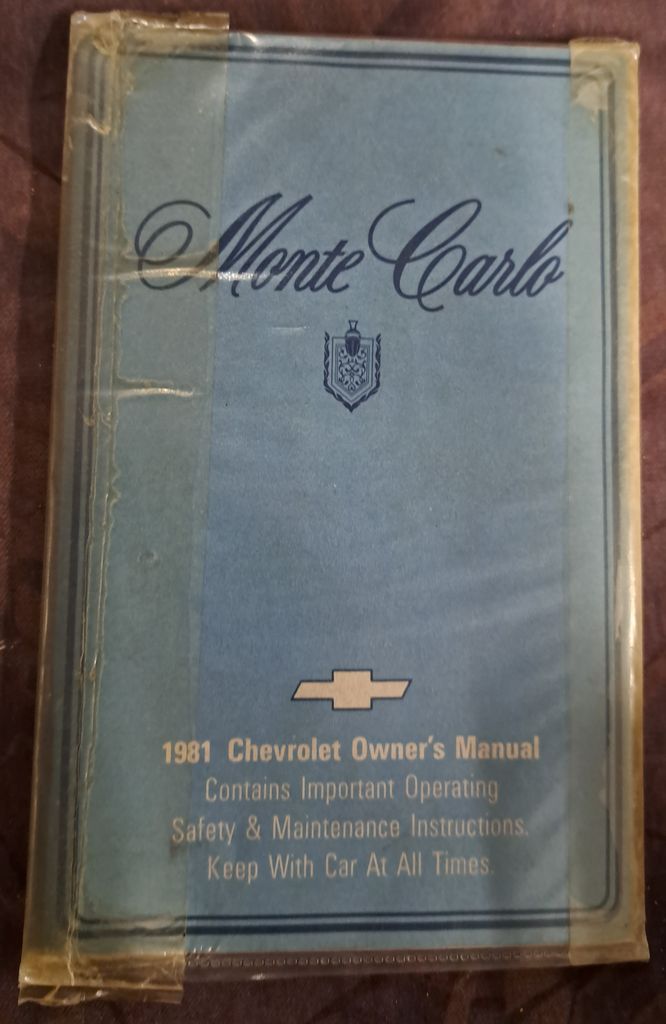 Monte Carlo
1981 Chevrolet Owner's Manual
Contains Important Operating
Safety & Maintenance Instructions.
Keep With Car At All Times.